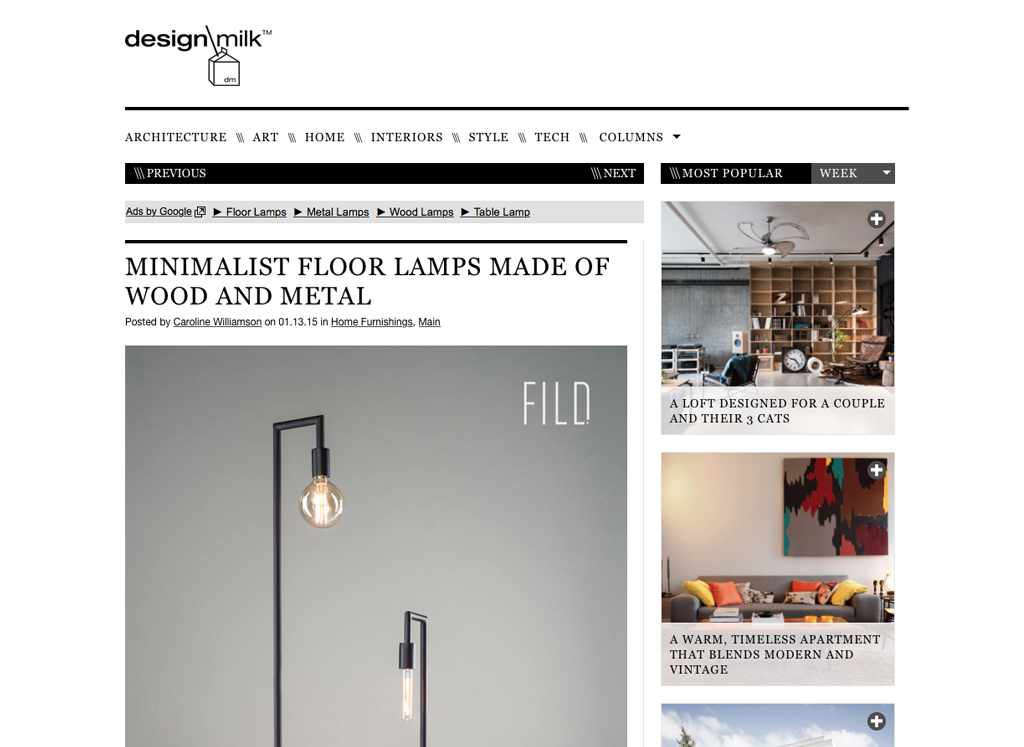 design milk™
dm
ARCHITECTURE \\\ ART \\\ HOME \\\ INTERIORS \\\ STYLE \\\ TECH \\\ COLUMNS
\\\ PREVIOUS
\\\ NEXT
\\\ MOST POPULAR
WEEK
Ads by Google
Floor Lamps
Metal Lamps
Wood Lamps
Table Lamp
MINIMALIST FLOOR LAMPS MADE OF
WOOD AND METAL
Posted by Caroline Williamson on 01.13.15 in Home Furnishings, Main
FILD
A LOFT DESIGNED FOR A COUPLE
AND THEIR 3 CATS
A WARM, TIMELESS APARTMENT
THAT BLENDS MODERN AND
VINTAGE